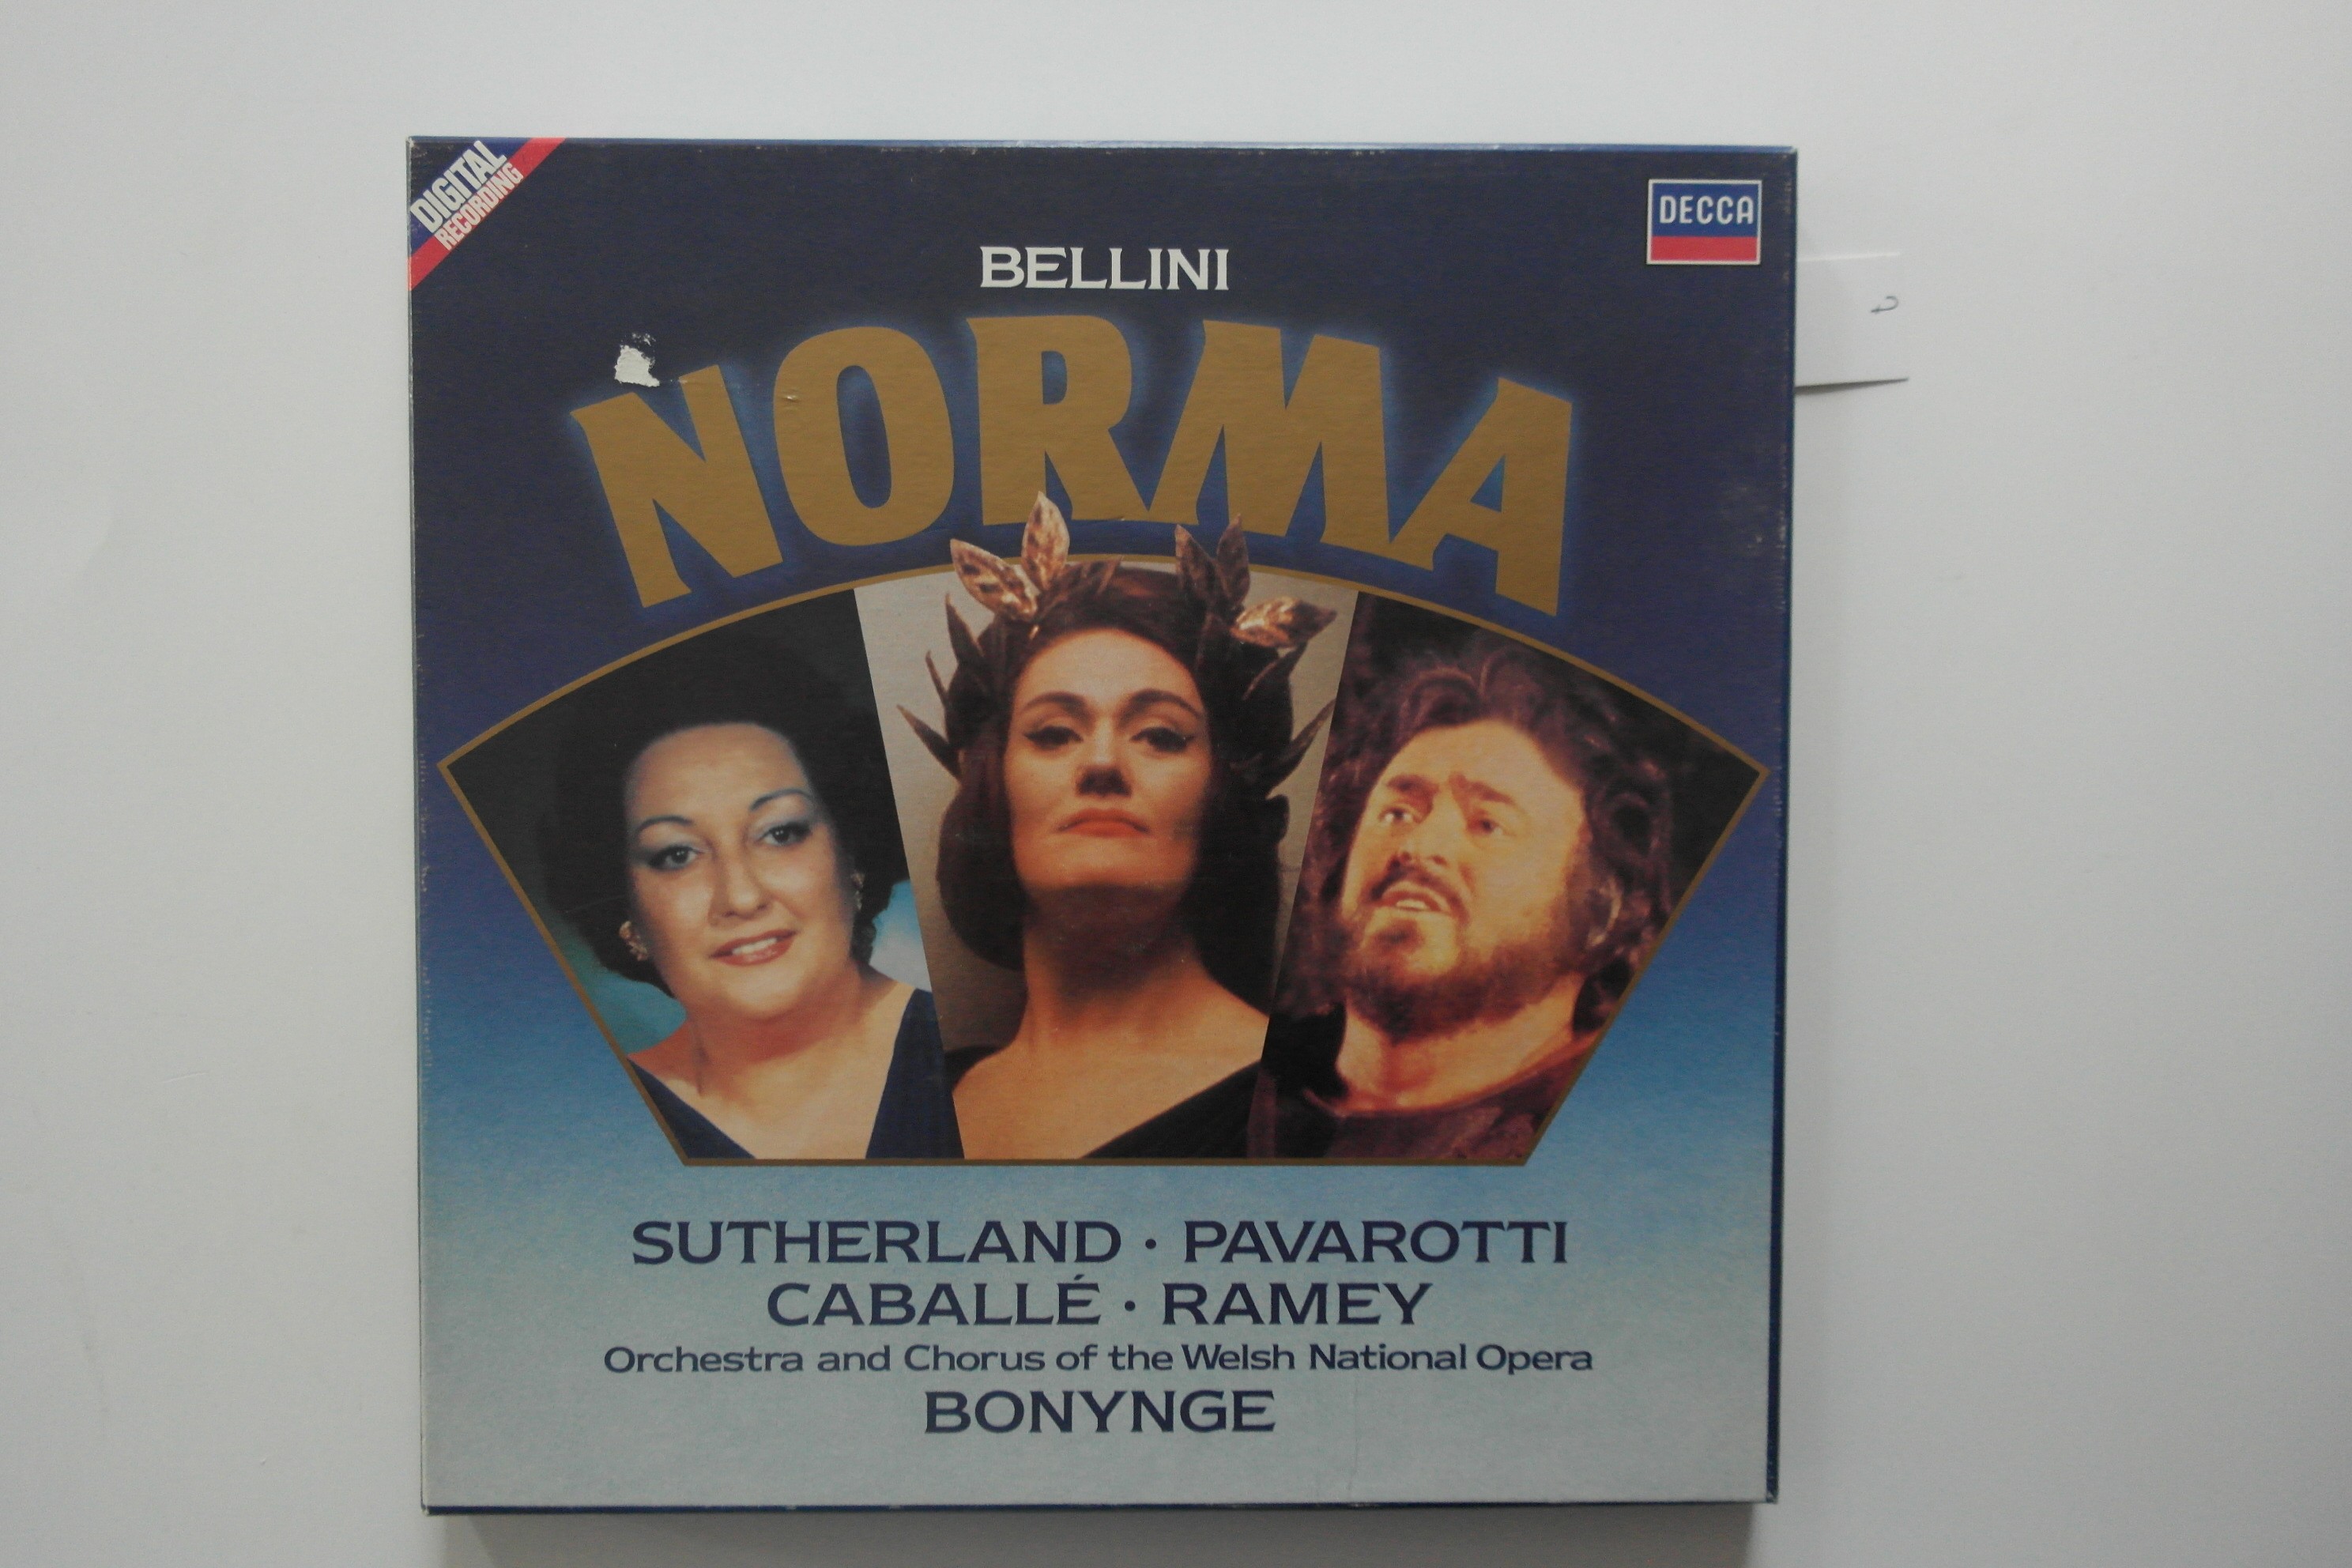 DIGITAL
RECORDING
DECCA
BELLINI
NORMA
SUTHERLAND · PAVAROTTI
CABALLÉ · RAMEY
Orchestra and Chorus of the Welsh National Opera
BONYNGE